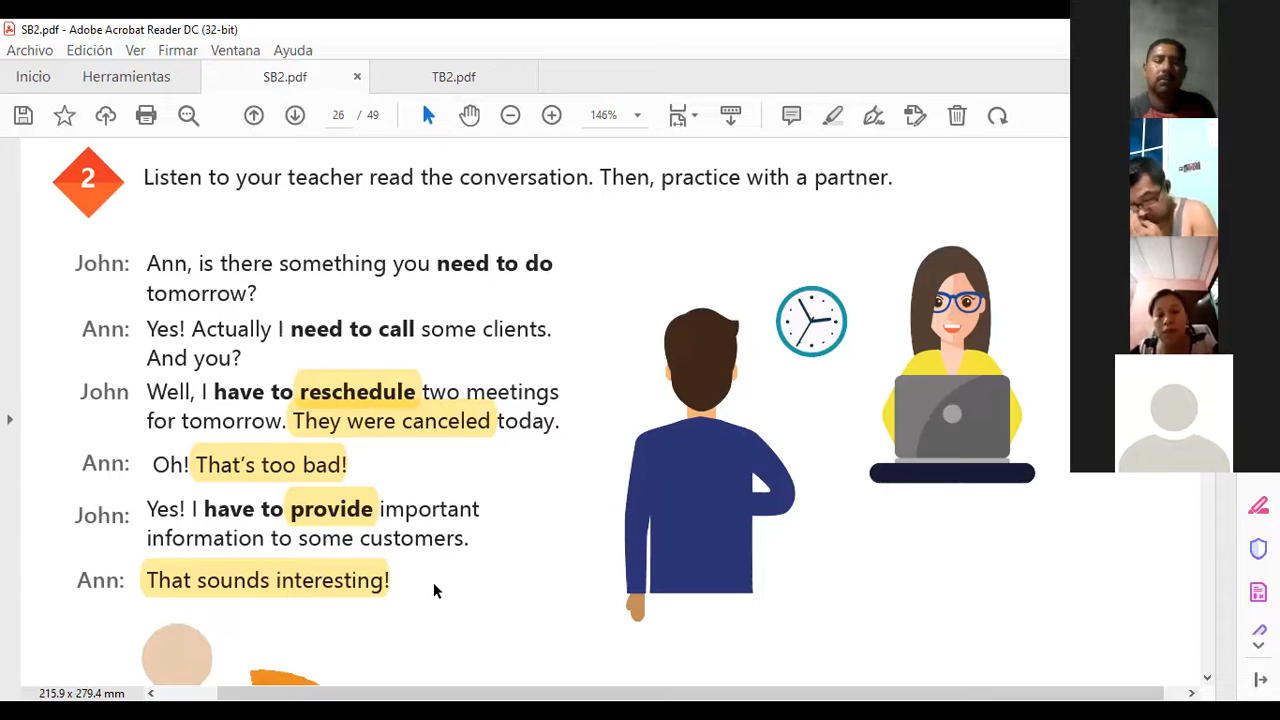 SB2.pdf - Adobe Acrobat Reader DC (32-bit)
Archivo Edición Ver Firmar Ventana Ayuda
Inicio Herramientas SB2.pdf × TB2.pdf
26 / 49 146%
2 Listen to your teacher read the conversation. Then, practice with a partner.
John: Ann, is there something you need to do
tomorrow?
Ann: Yes! Actually I need to call some clients.
And you?
John Well, I have to reschedule two meetings
for tomorrow. They were canceled today.
Ann: Oh! That's too bad!
John: Yes! I have to provide important
information to some customers.
Ann: That sounds interesting!
215.9 x 279.4 mm